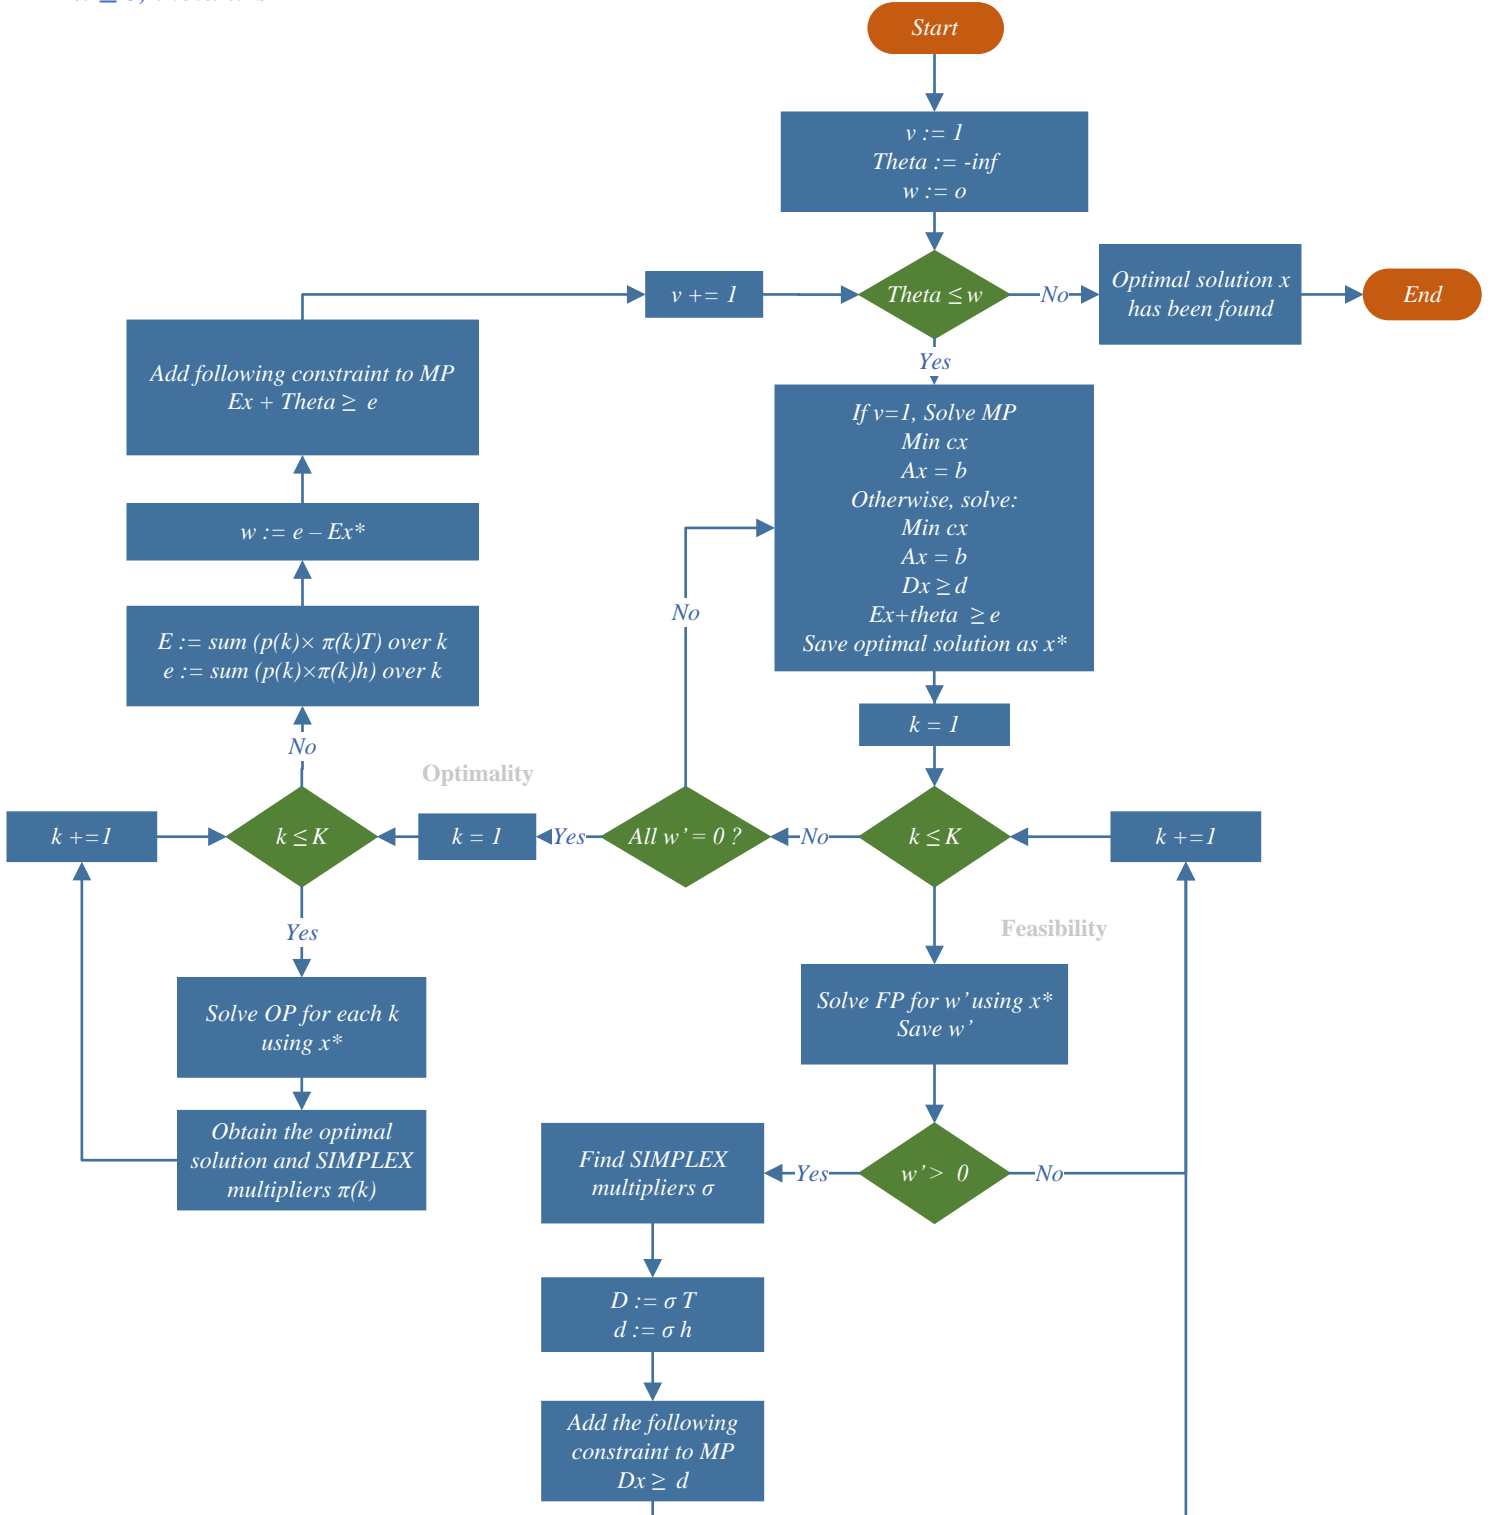 Start
v := 1
Theta := -inf
w := o
v += 1
Theta ≤ w
No
Optimal solution x
has been found
End
Yes
Add following constraint to MP
Ex + Theta ≥ e
If v=1, Solve MP
Min cx
Ax = b
Otherwise, solve:
Min cx
Ax = b
Dx ≥ d
Ex+theta ≥ e
Save optimal solution as x*
w := e – Ex*
No
E := sum (p(k)× π(k)T) over k
e := sum (p(k)×π(k)h) over k
k = 1
No
Optimality
k +=1
k ≤ K
k = 1
Yes
All w’ = 0 ?
No
k ≤ K
k +=1
Yes
Feasibility
Solve OP for each k
using x*
Solve FP for w’ using x*
Save w’
Obtain the optimal
solution and SIMPLEX
multipliers π(k)
Find SIMPLEX
multipliers σ
Yes
w’ > 0
No
D := σ T
d := σ h
Add the following
constraint to MP
Dx ≥ d